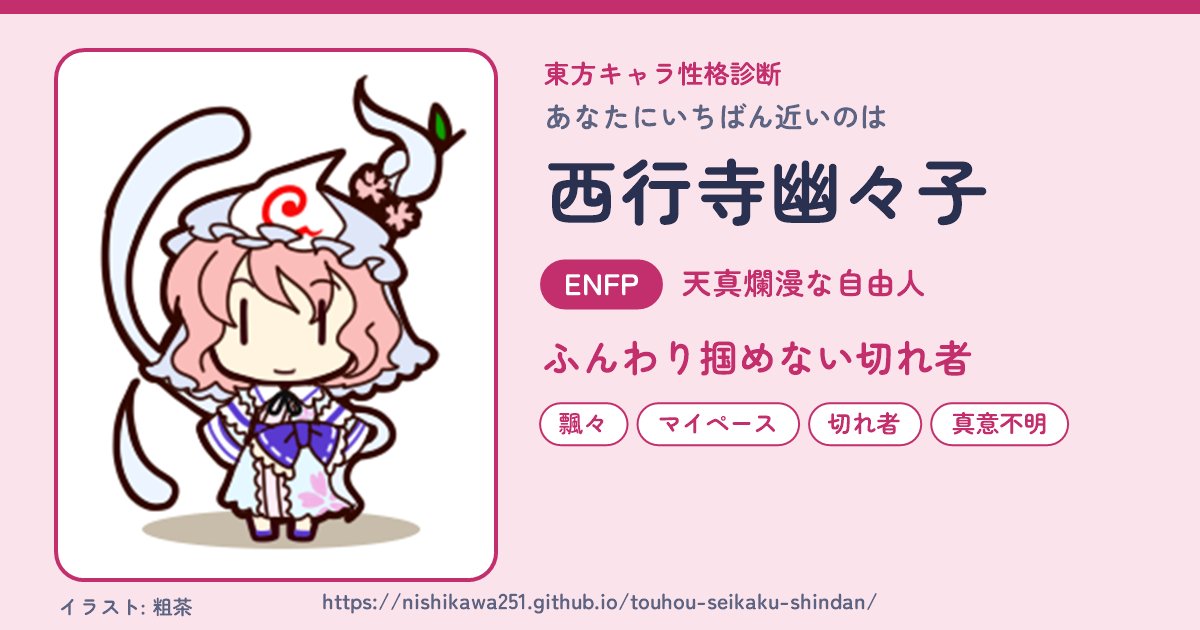 東方キャラ性格診断
あなたにいちばん近いのは
西行寺幽々子
ENFP 天真爛漫な自由人
ふんわり掴めない切れ者
飄々 マイペース 切れ者 真意不明
イラスト: 粗茶
https://nishikawa251.github.io/touhou-seikaku-shindan/